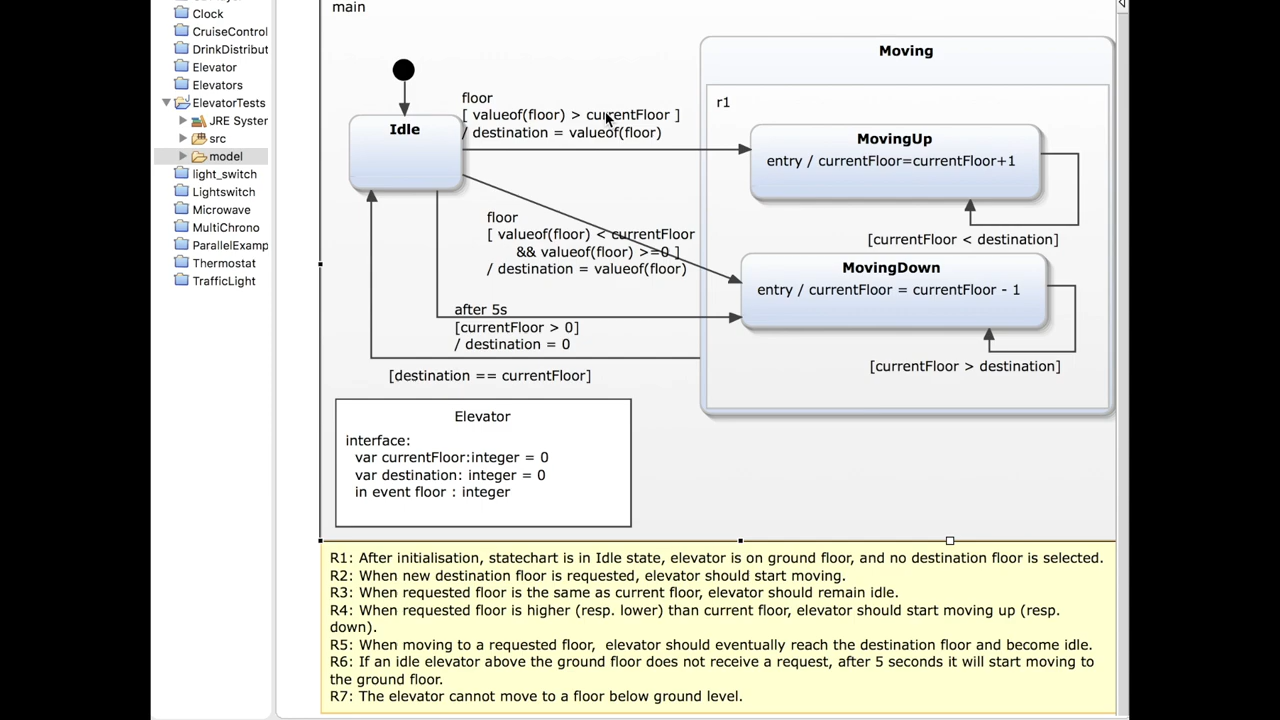 Clock
CruiseControl
DrinkDistribut
Elevator
Elevators
ElevatorTests
JRE Syster
src
model
light_switch
Lightswitch
Microwave
MultiChrono
ParallelExamp
Thermostat
TrafficLight
main
Moving
r1
Idle
floor
[ valueof(floor) > currentFloor ]
/ destination = valueof(floor)
MovingUp
entry / currentFloor=currentFloor+1
[currentFloor < destination]
floor
[ valueof(floor) < currentFloor
&& valueof(floor) >=0 ]
/ destination = valueof(floor)
MovingDown
entry / currentFloor = currentFloor - 1
[currentFloor > destination]
after 5s
[currentFloor > 0]
/ destination = 0
[destination == currentFloor]
Elevator
interface:
var currentFloor:integer = 0
var destination: integer = 0
in event floor : integer
R1: After initialisation, statechart is in Idle state, elevator is on ground floor, and no destination floor is selected.
R2: When new destination floor is requested, elevator should start moving.
R3: When requested floor is the same as current floor, elevator should remain idle.
R4: When requested floor is higher (resp. lower) than current floor, elevator should start moving up (resp.
down).
R5: When moving to a requested floor, elevator should eventually reach the destination floor and become idle.
R6: If an idle elevator above the ground floor does not receive a request, after 5 seconds it will start moving to
the ground floor.
R7: The elevator cannot move to a floor below ground level.